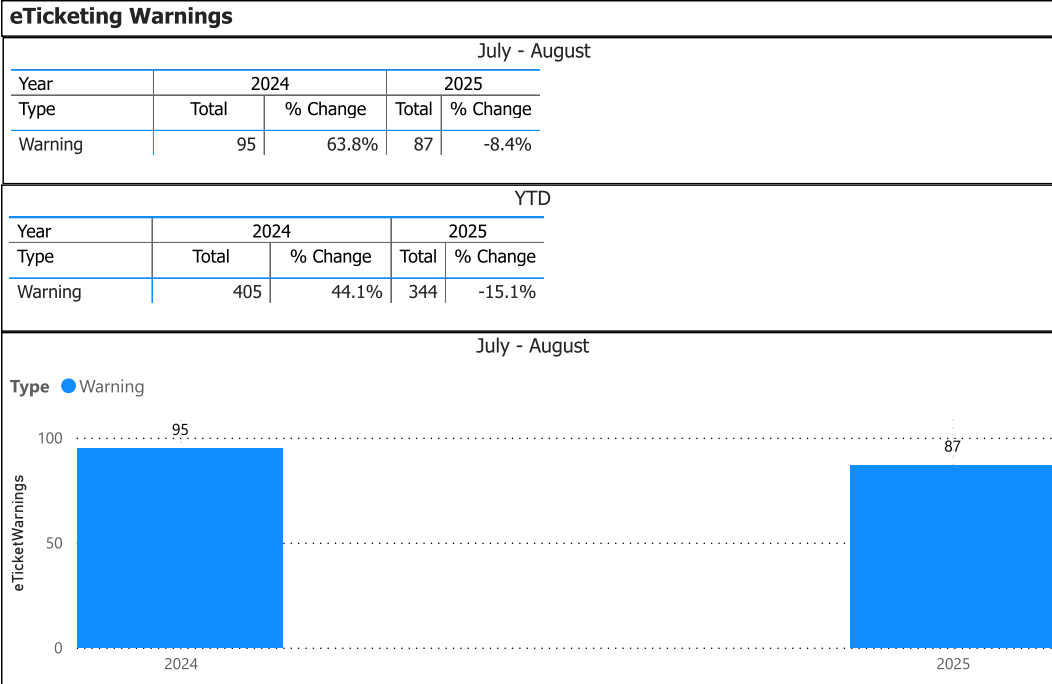 eTicketing Warnings
July - August
Year 2024 2025
Type Total % Change Total % Change
Warning 95 63.8% 87 -8.4%
YTD
Year 2024 2025
Type Total % Change Total % Change
Warning 405 44.1% 344 -15.1%
July - August
Type Warning
95
100
87
50
eTicketWarnings
0
2024 2025